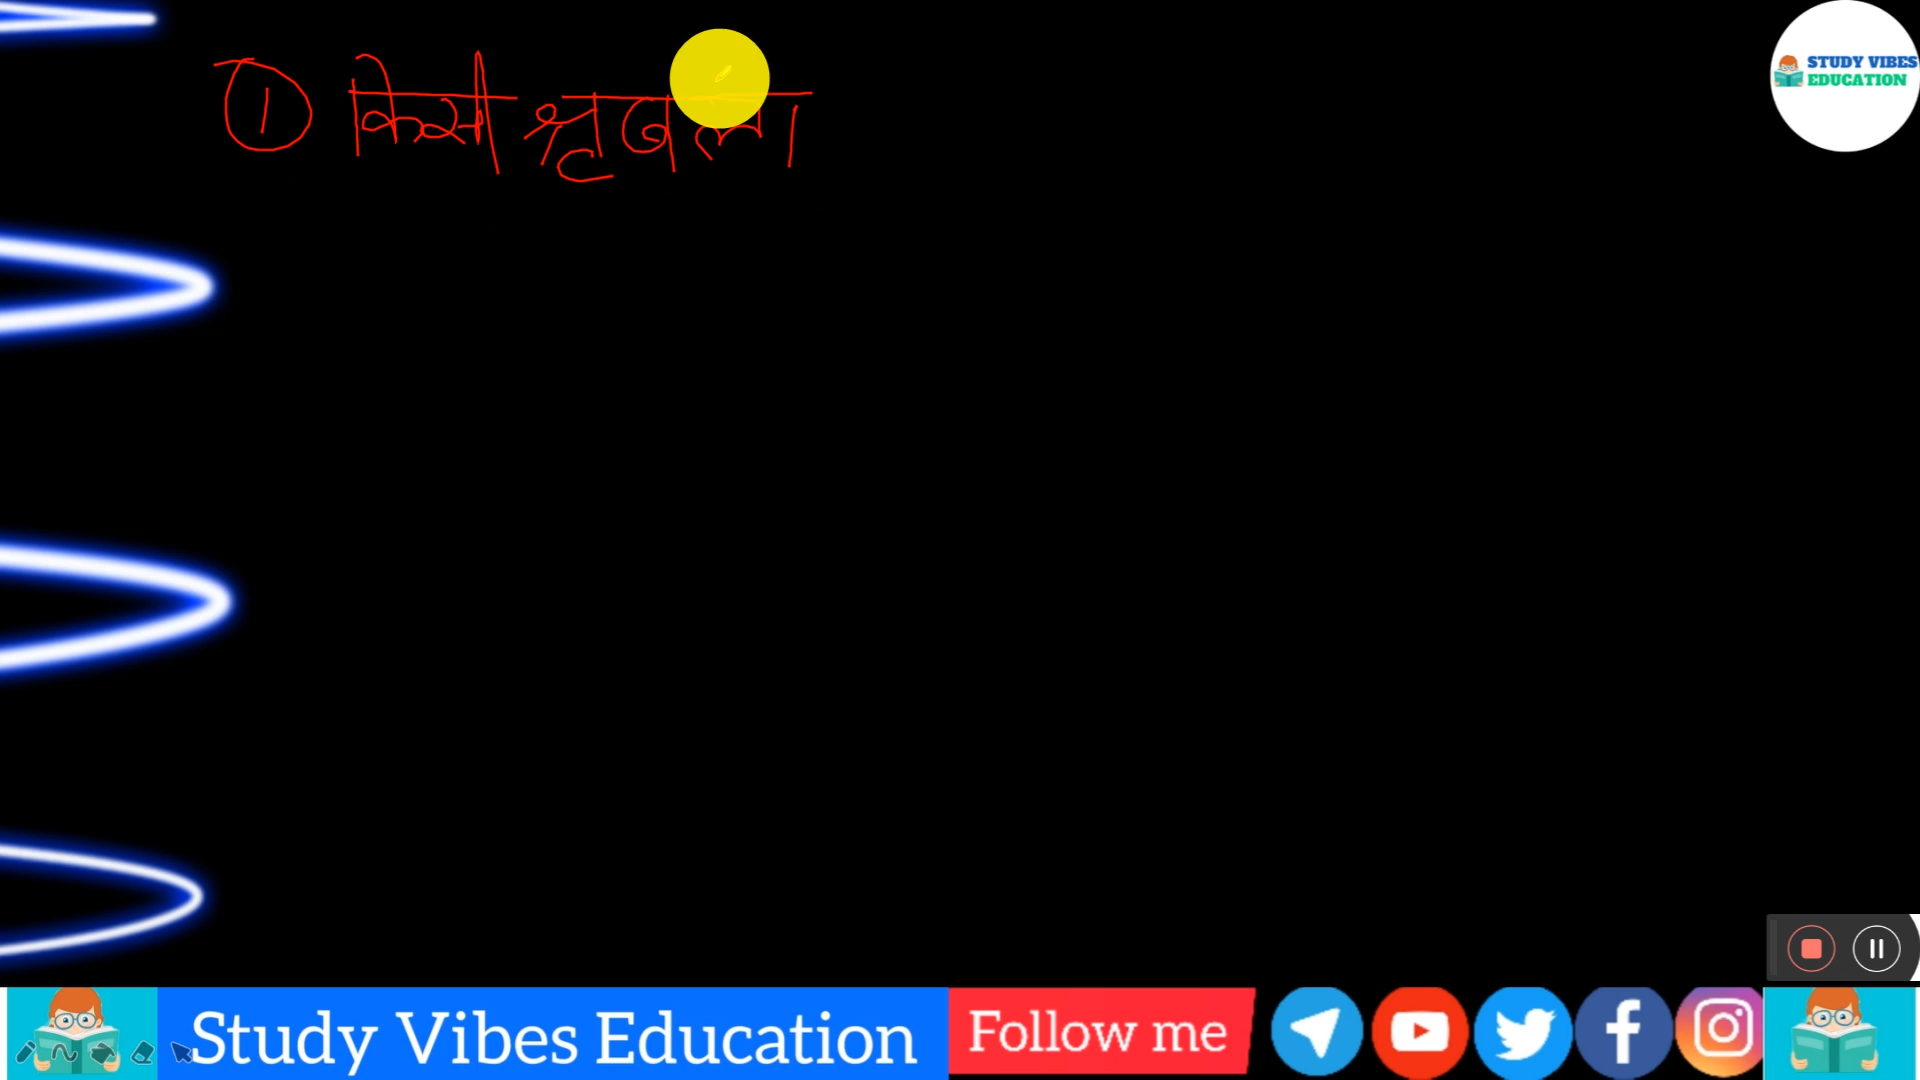 ① किसी श्रृखला
STUDY VIBES
EDUCATION
Study Vibes Education
Follow me